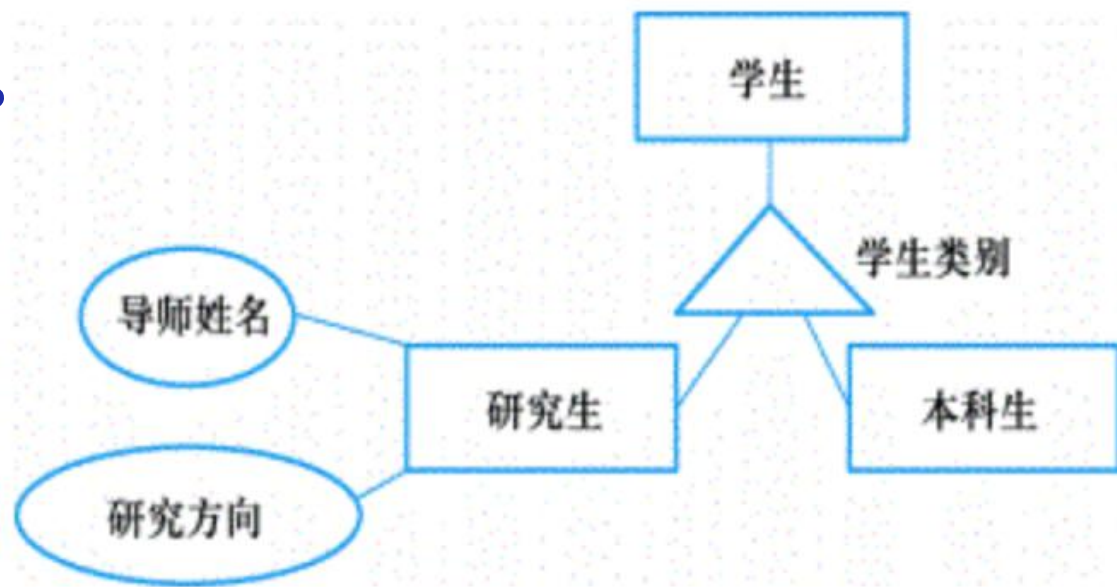 学生
学生类别
导师姓名
研究生
本科生
研究方向